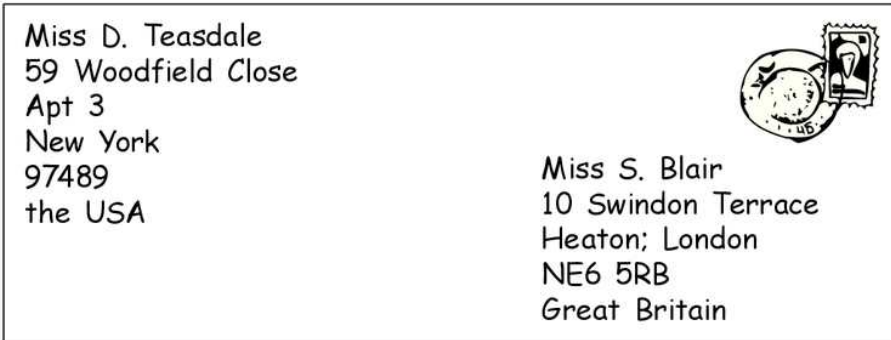 Miss D. Teasdale
59 Woodfield Close
Apt 3
New York
97489
the USA
Miss S. Blair
10 Swindon Terrace
Heaton; London
NE6 5RB
Great Britain